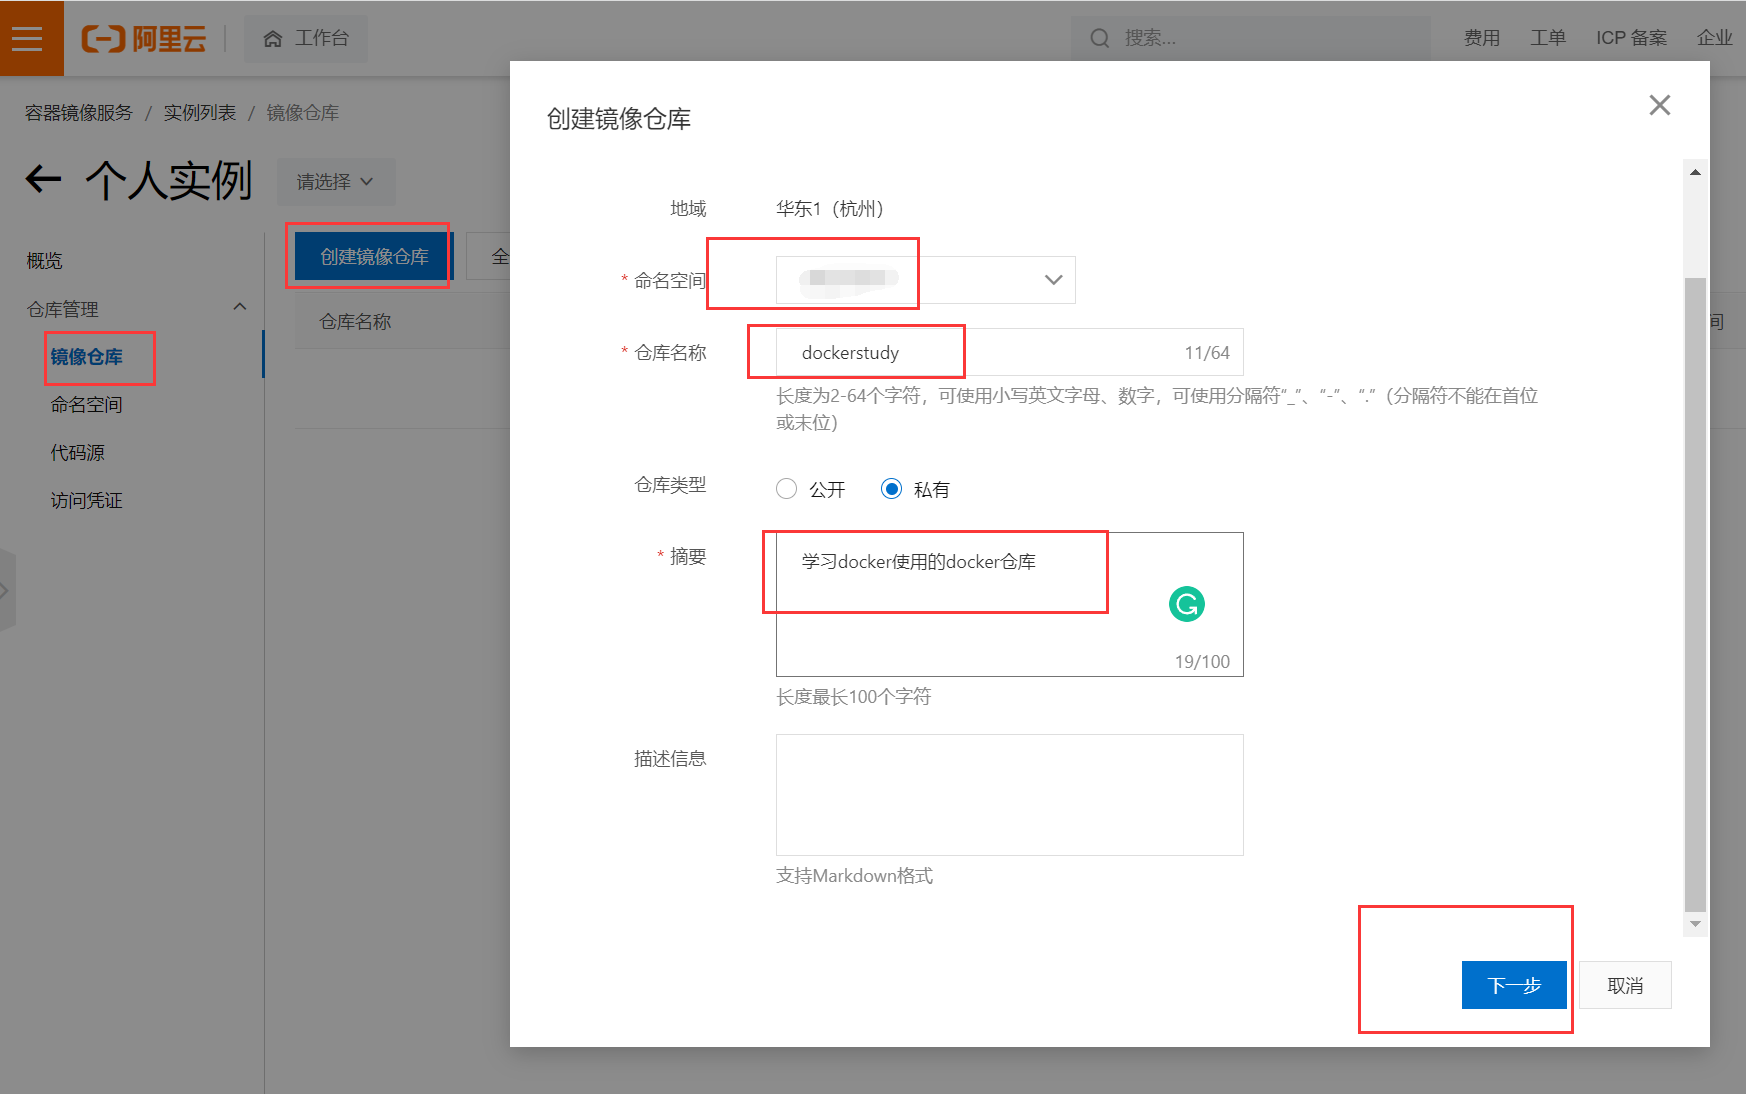 阿里云
工作台
搜索...
费用
工单
ICP 备案
企业
容器镜像服务 / 实例列表 / 镜像仓库
个人实例
请选择
概览
仓库管理
镜像仓库
命名空间
代码源
访问凭证
创建镜像仓库
全
仓库名称
间
创建镜像仓库
地域
华东1（杭州）
* 命名空间
* 仓库名称
dockerstudy
11/64
长度为2-64个字符，可使用小写英文字母、数字，可使用分隔符“_”、“-”、“.”（分隔符不能在首位
或末位）
仓库类型
公开
私有
* 摘要
学习docker使用的docker仓库
19/100
长度最长100个字符
描述信息
支持Markdown格式
下一步
取消